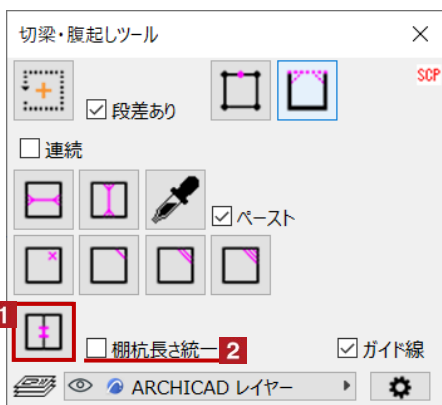 切梁・腹起しツール
SCP
段差あり
連続
ペースト
1
棚杭長さ統一
2
ガイド線
ARCHICAD レイヤー